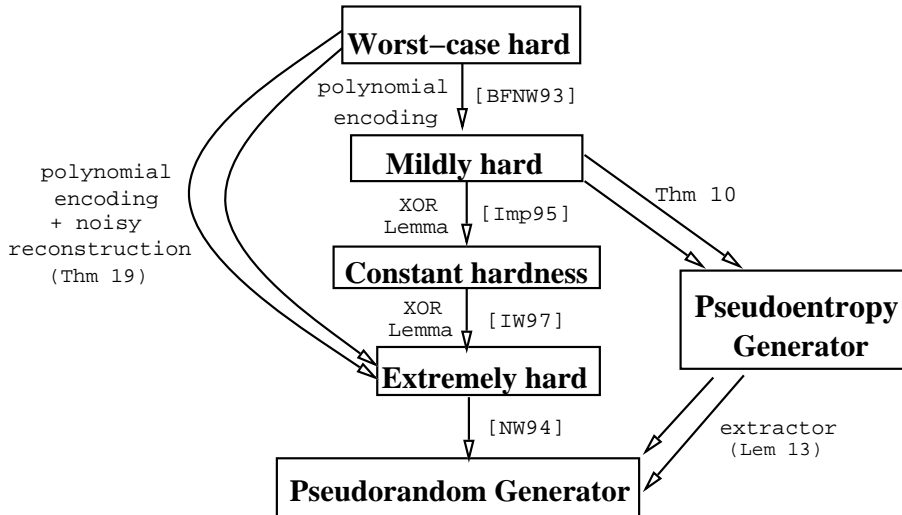 Worst–case hard
polynomial
encoding
[BFNW93]
Mildly hard
polynomial
encoding
+ noisy
reconstruction
(Thm 19)
Thm 10
XOR
Lemma
[Imp95]
Constant hardness
XOR
Lemma
[IW97]
Pseudoentropy
Generator
Extremely hard
[NW94]
extractor
(Lem 13)
Pseudorandom Generator